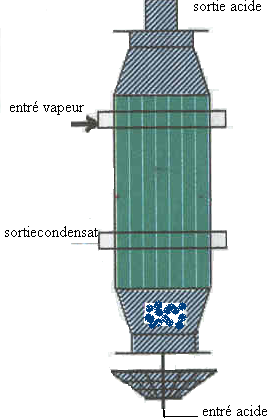 sortie acide
entré vapeur
sortiecondensat
entré acide